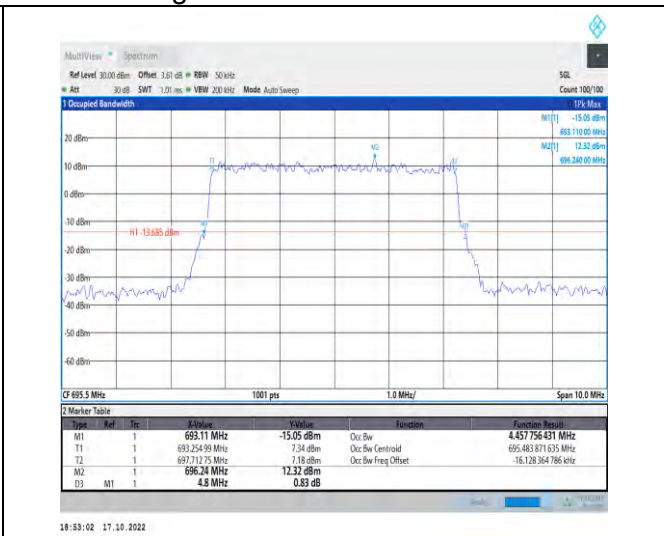 MultiView Spectrum
Ref Level 30.00 dBm Offset 3.61 dB RBW 50 kHz SGL
Att 30 dB SWT 1.01 ms VBW 200 kHz Mode Auto Sweep Count 100/100
1 Occupied Bandwidth 1Pk Max
M1[1] -15.05 dBm
693.110 00 MHz
20 dBm M2[1] 12.32 dBm
696.240 00 MHz
M2
10 dBm T1
0 dBm
-10 dBm
H1 -13.685 dBm
-20 dBm
-30 dBm
-40 dBm
-50 dBm
-60 dBm
CF 695.5 MHz 1001 pts 1.0 MHz/ Span 10.0 MHz
2 Marker Table
Type Ref Trc X-Value Y-Value Function Function Result
M1 1 693.11 MHz -15.05 dBm Occ Bw 4.457 756 431 MHz
T1 1 693.254 99 MHz 7.34 dBm Occ Bw Centroid 695.483 871 635 MHz
T2 1 697.712 75 MHz 7.18 dBm Occ Bw Freq Offset -16.128 364 786 kHz
M2 1 696.24 MHz 12.32 dBm
D3 M1 1 4.8 MHz 0.83 dB
18:53:02 17.10.2022